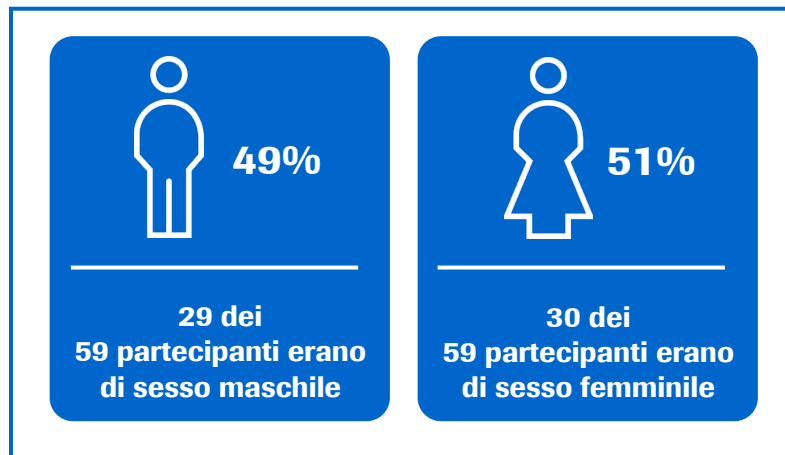 49%
29 dei
59 partecipanti erano
di sesso maschile
51%
30 dei
59 partecipanti erano
di sesso femminile